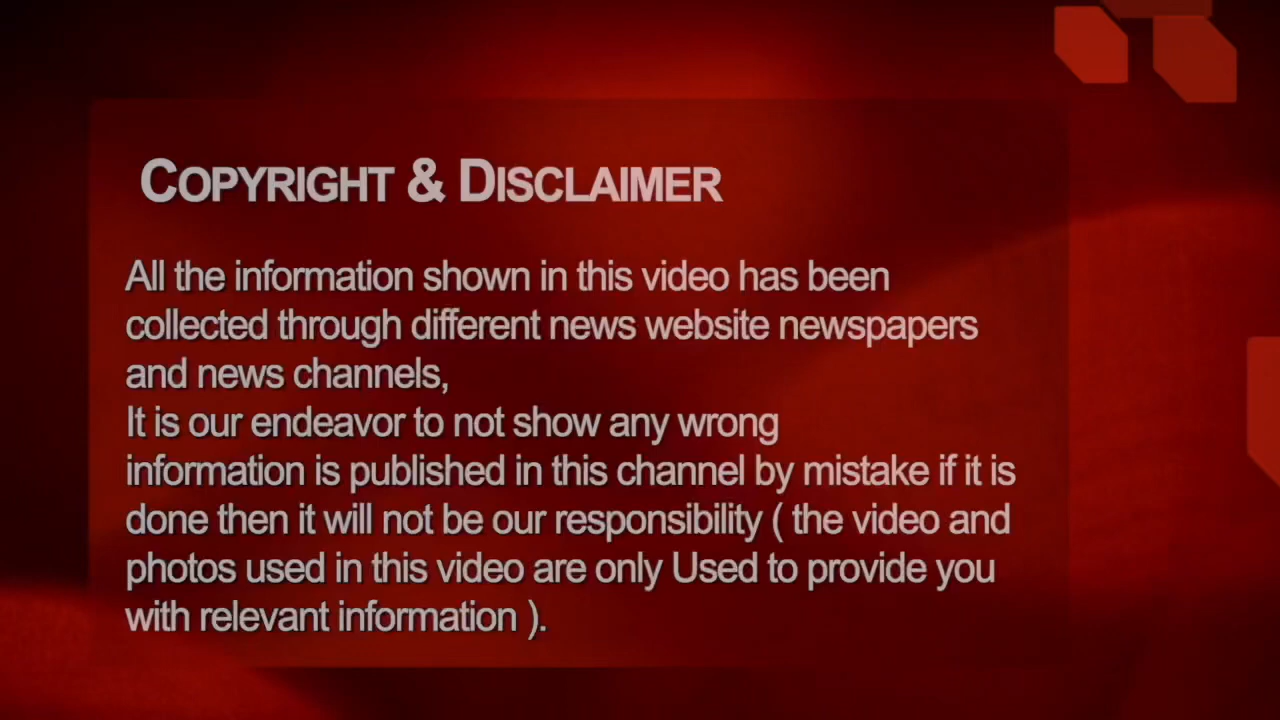 COPYRIGHT & DISCLAIMER
All the information shown in this video has been
collected through different news website newspapers
and news channels,
It is our endeavor to not show any wrong
information is published in this channel by mistake if it is
done then it will not be our responsibility ( the video and
photos used in this video are only Used to provide you
with relevant information ).